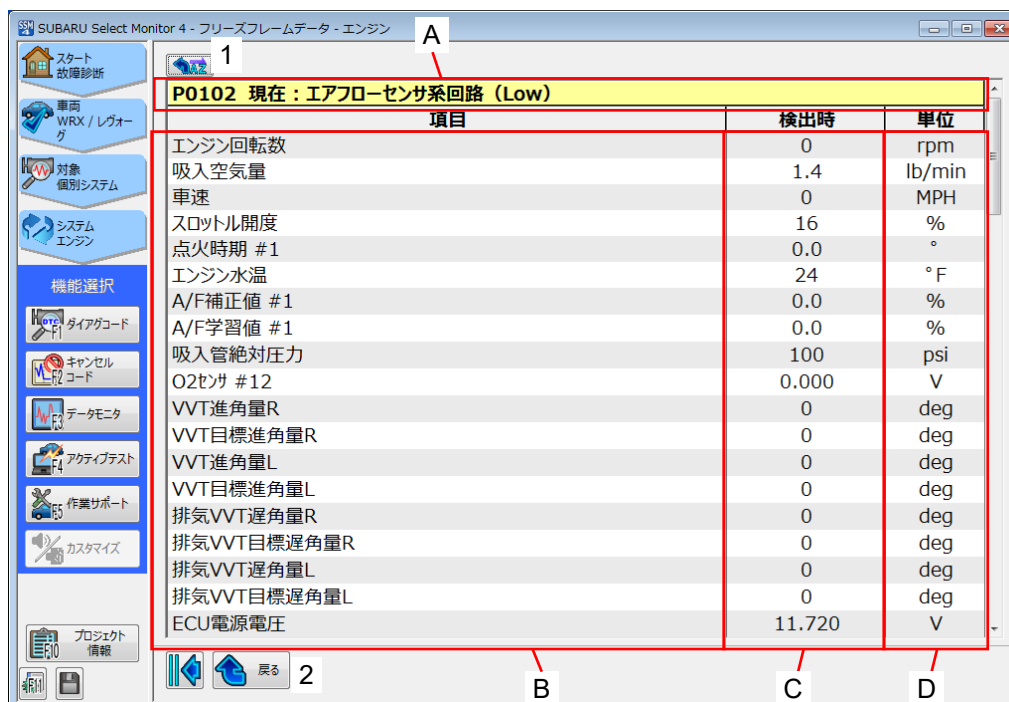 SUBARU Select Monitor 4 - フリーズフレームデータ - エンジン
A
スタート
故障診断
1
AZ
P0102 現在：エアフローセンサ系回路（Low）
車両
WRX / レヴォー
グ
項目 検出時 単位
エンジン回転数 0 rpm
吸入空気量 1.4 lb/min
対象
個別システム
車速 0 MPH
スロットル開度 16 %
システム
エンジン
点火時期 #1 0.0 °
エンジン水温 24 °F
機能選択
A/F補正値 #1 0.0 %
A/F学習値 #1 0.0 %
DTC F1 ダイアグコード
吸入管絶対圧力 100 psi
F2 キャンセル
コード
O2ｾﾝｻ #12 0.000 V
VVT進角量R 0 deg
F3 データモニタ
VVT目標進角量R 0 deg
VVT進角量L 0 deg
F4 アクティブテスト
VVT目標進角量L 0 deg
F5 作業サポート
排気VVT遅角量R 0 deg
排気VVT目標遅角量R 0 deg
カスタマイズ
排気VVT遅角量L 0 deg
排気VVT目標遅角量L 0 deg
ECU電源電圧 11.720 V
F10 プロジェクト
情報
戻る 2
F11
B C D